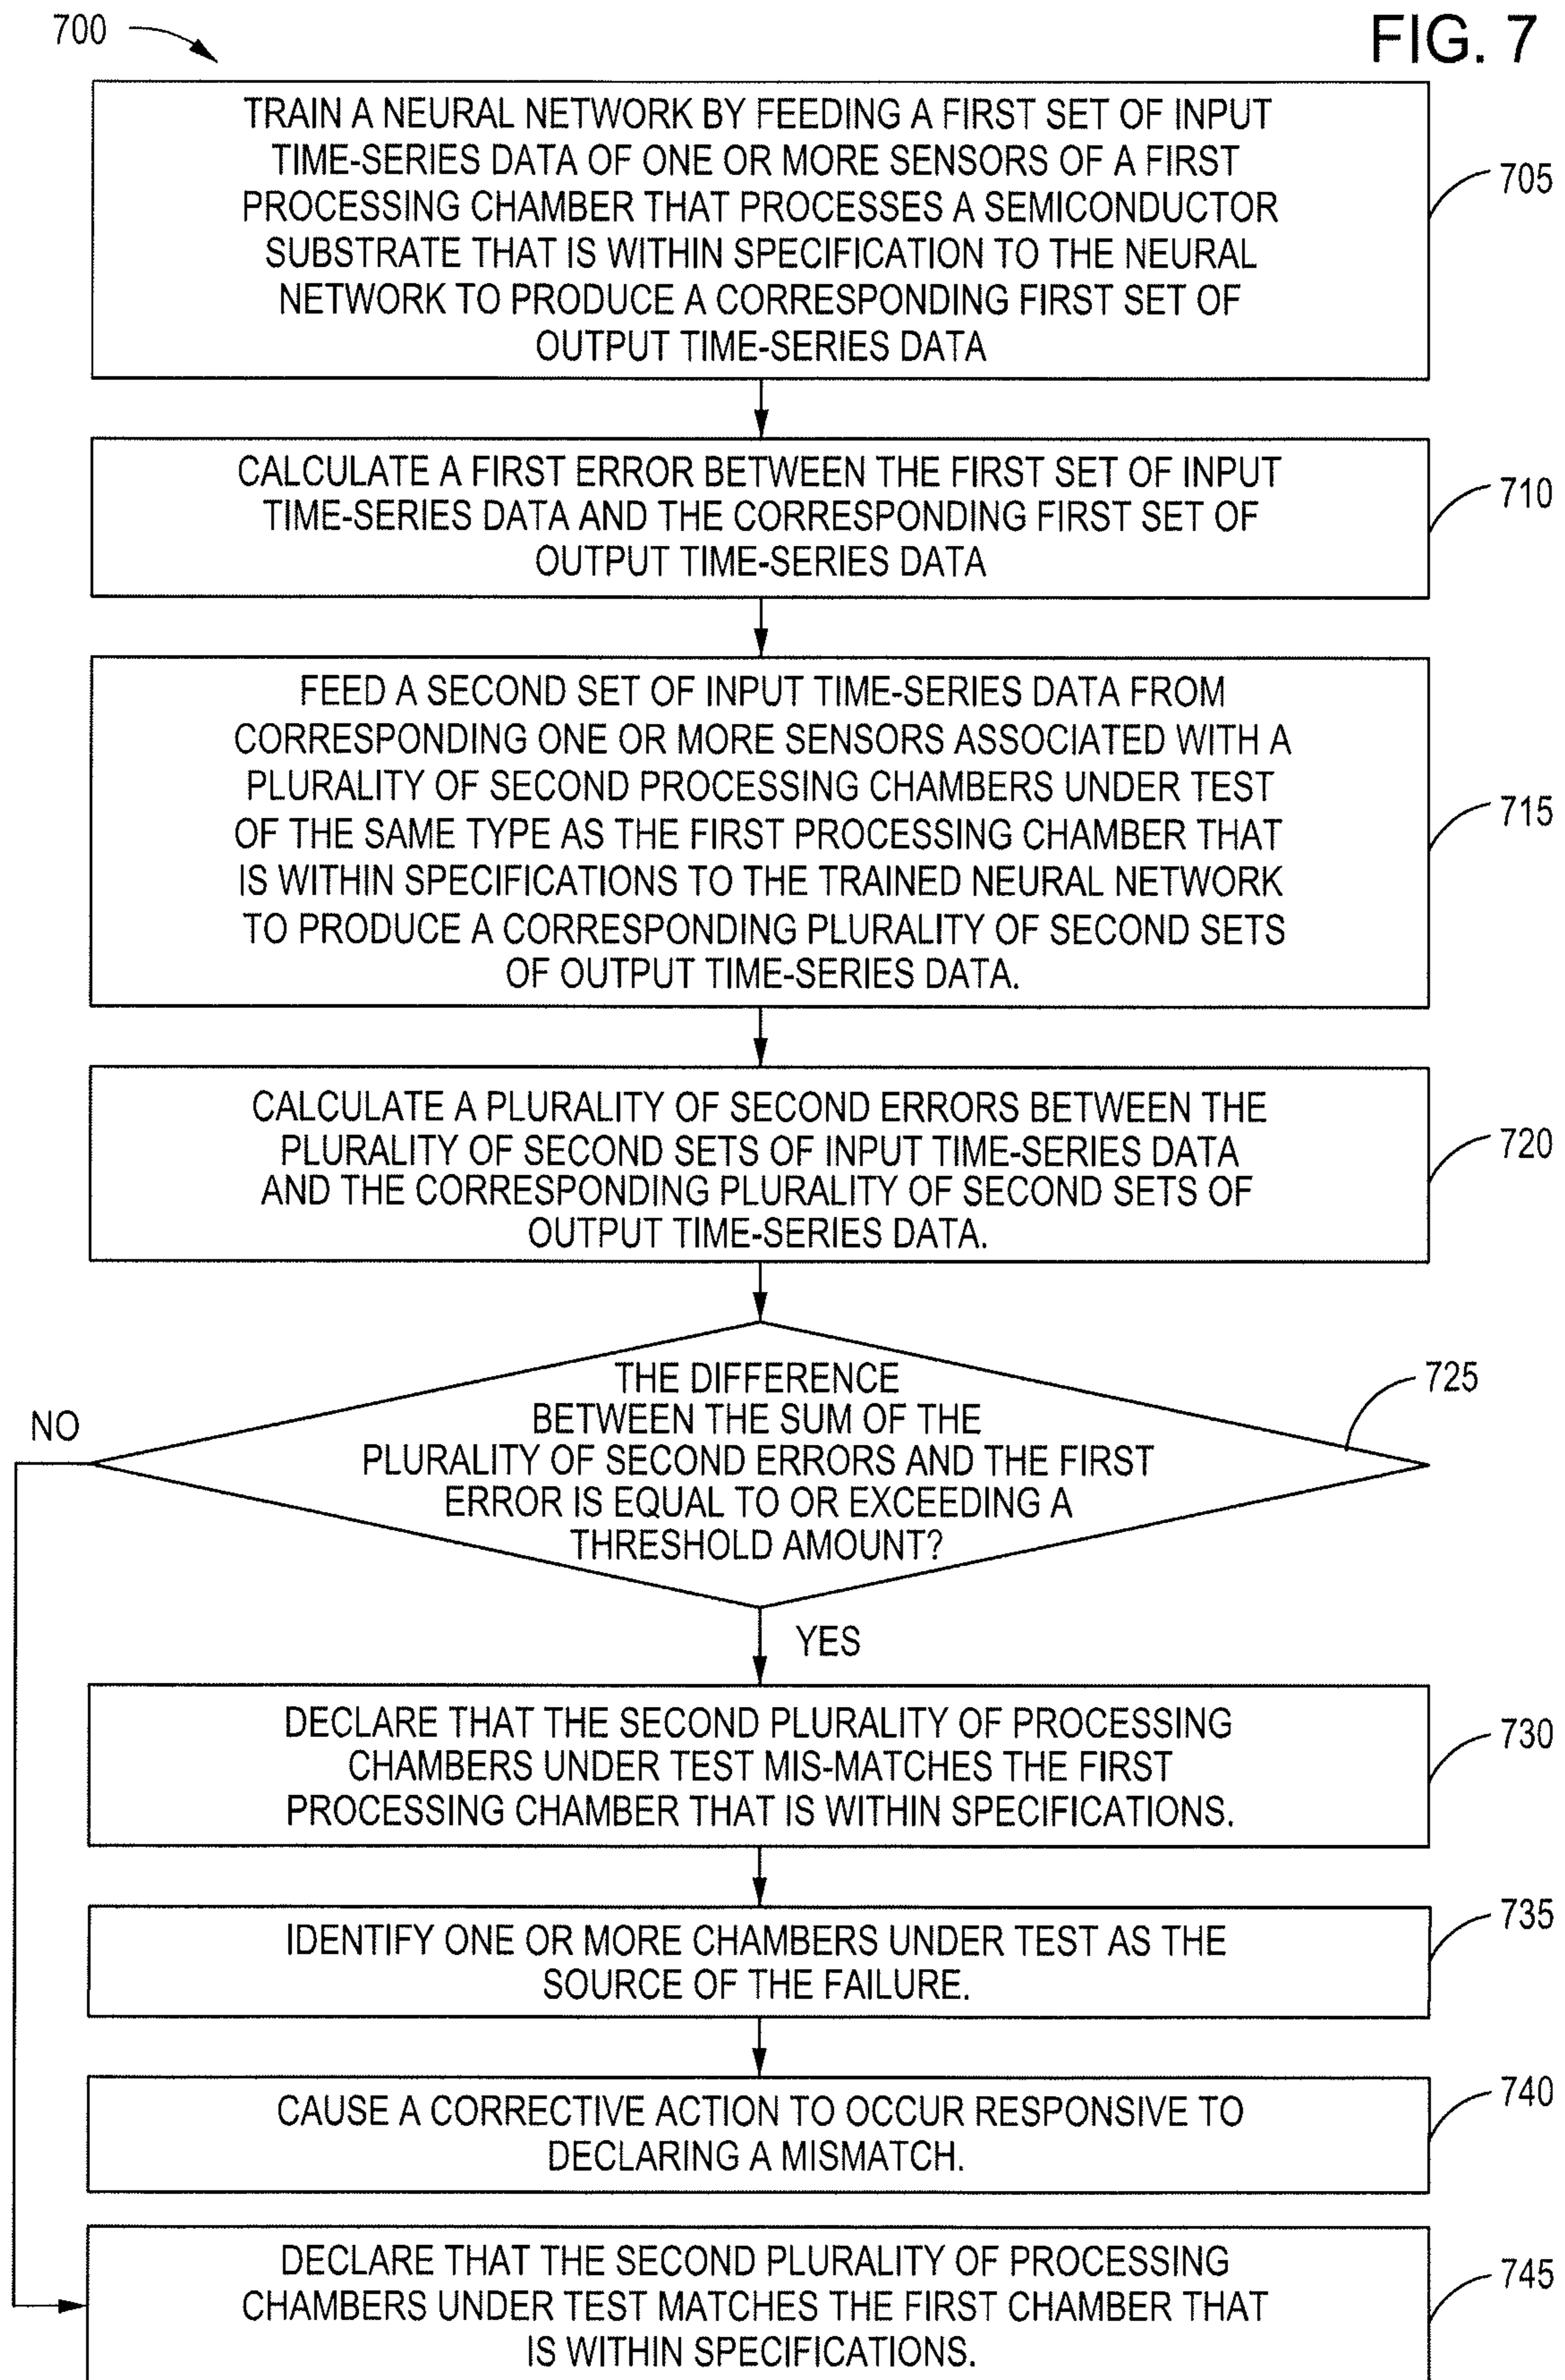 700
FIG. 7
TRAIN A NEURAL NETWORK BY FEEDING A FIRST SET OF INPUT
TIME-SERIES DATA OF ONE OR MORE SENSORS OF A FIRST
PROCESSING CHAMBER THAT PROCESSES A SEMICONDUCTOR
SUBSTRATE THAT IS WITHIN SPECIFICATION TO THE NEURAL
NETWORK TO PRODUCE A CORRESPONDING FIRST SET OF
OUTPUT TIME-SERIES DATA
705
CALCULATE A FIRST ERROR BETWEEN THE FIRST SET OF INPUT
TIME-SERIES DATA AND THE CORRESPONDING FIRST SET OF
OUTPUT TIME-SERIES DATA
710
FEED A SECOND SET OF INPUT TIME-SERIES DATA FROM
CORRESPONDING ONE OR MORE SENSORS ASSOCIATED WITH A
PLURALITY OF SECOND PROCESSING CHAMBERS UNDER TEST
OF THE SAME TYPE AS THE FIRST PROCESSING CHAMBER THAT
IS WITHIN SPECIFICATIONS TO THE TRAINED NEURAL NETWORK
TO PRODUCE A CORRESPONDING PLURALITY OF SECOND SETS
OF OUTPUT TIME-SERIES DATA.
715
CALCULATE A PLURALITY OF SECOND ERRORS BETWEEN THE
PLURALITY OF SECOND SETS OF INPUT TIME-SERIES DATA
AND THE CORRESPONDING PLURALITY OF SECOND SETS OF
OUTPUT TIME-SERIES DATA.
720
THE DIFFERENCE
BETWEEN THE SUM OF THE
PLURALITY OF SECOND ERRORS AND THE FIRST
ERROR IS EQUAL TO OR EXCEEDING A
THRESHOLD AMOUNT?
725
NO
YES
DECLARE THAT THE SECOND PLURALITY OF PROCESSING
CHAMBERS UNDER TEST MIS-MATCHES THE FIRST
PROCESSING CHAMBER THAT IS WITHIN SPECIFICATIONS.
730
IDENTIFY ONE OR MORE CHAMBERS UNDER TEST AS THE
SOURCE OF THE FAILURE.
735
CAUSE A CORRECTIVE ACTION TO OCCUR RESPONSIVE TO
DECLARING A MISMATCH.
740
DECLARE THAT THE SECOND PLURALITY OF PROCESSING
CHAMBERS UNDER TEST MATCHES THE FIRST CHAMBER THAT
IS WITHIN SPECIFICATIONS.
745